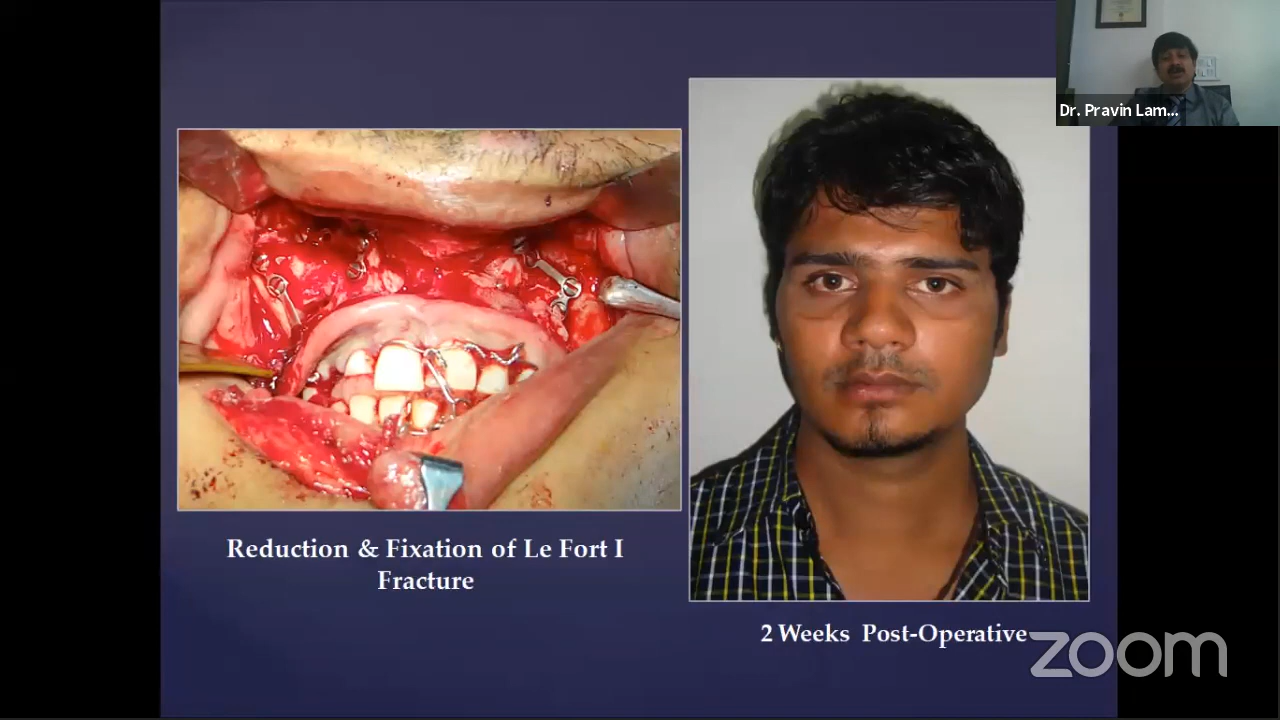 Dr. Pravin Lam...
Reduction & Fixation of Le Fort I
Fracture
2 Weeks Post-Operative
zoom